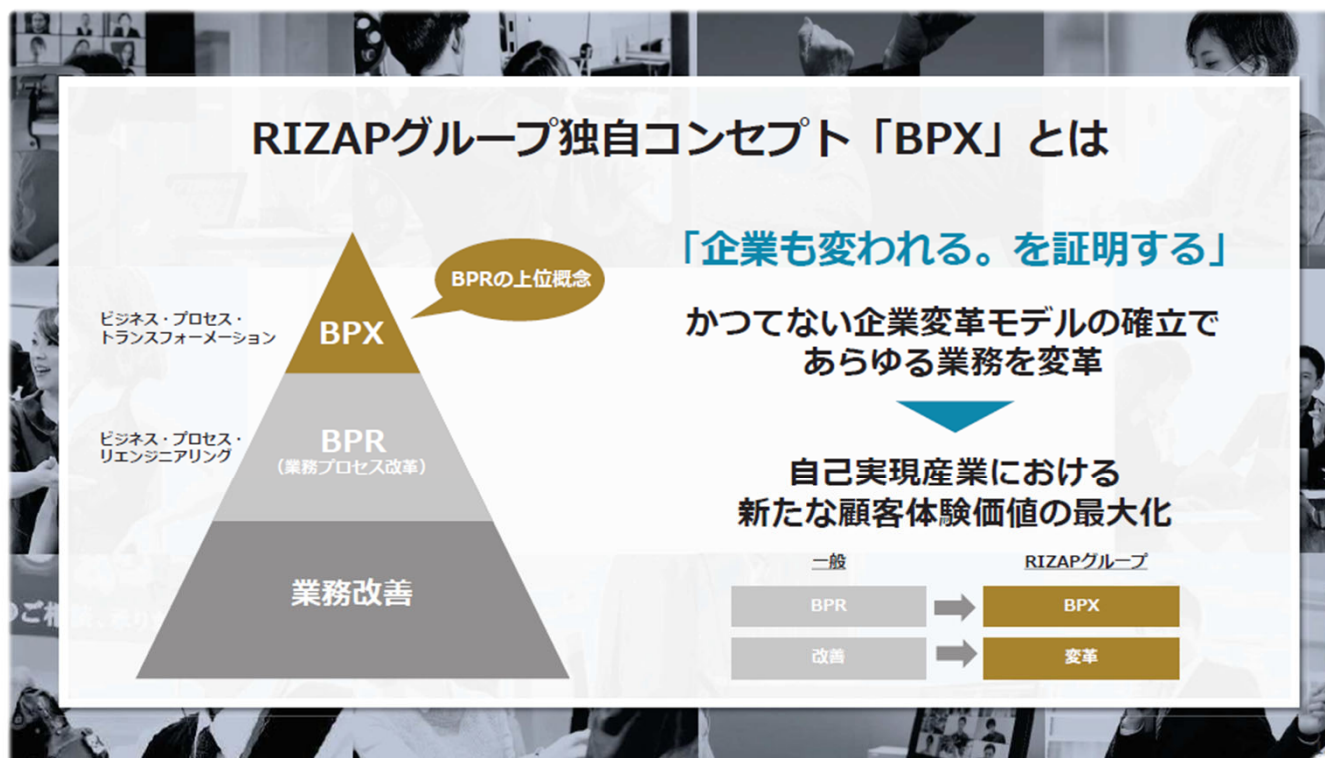 RIZAPグループ独自コンセプト「BPX」とは
BPRの上位概念
ビジネス・プロセス・
トランスフォーメーション
BPX
ビジネス・プロセス・
リエンジニアリング
BPR
(業務プロセス改革)
業務改善
「企業も変われる。を証明する」
かつてない企業変革モデルの確立で
あらゆる業務を変革
自己実現産業における
新たな顧客体験価値の最大化
一般
RIZAPグループ
BPR
BPX
改善
変革